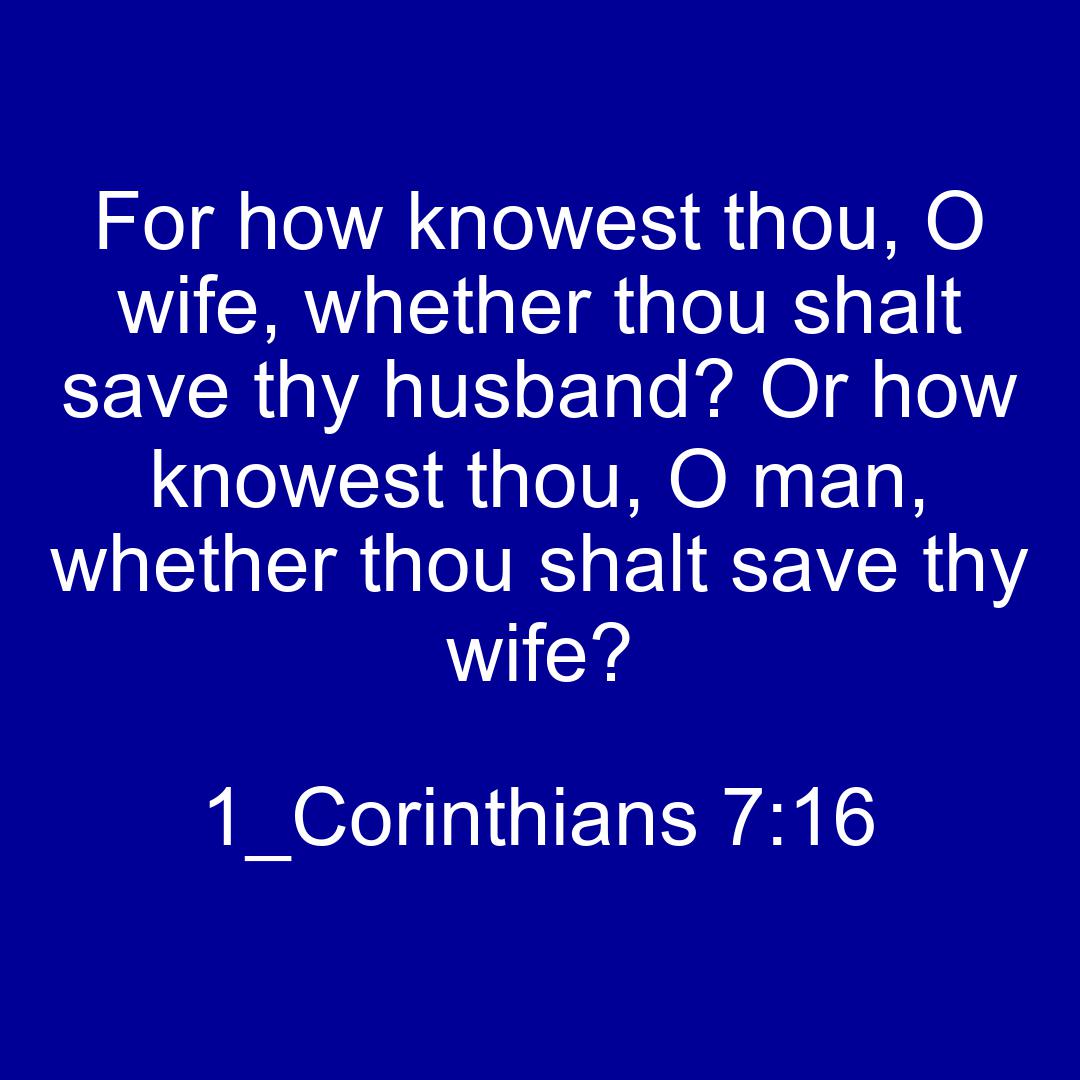 For how knowest thou, O
wife, whether thou shalt
save thy husband? Or how
knowest thou, O man,
whether thou shalt save thy
wife?
1_Corinthians 7:16